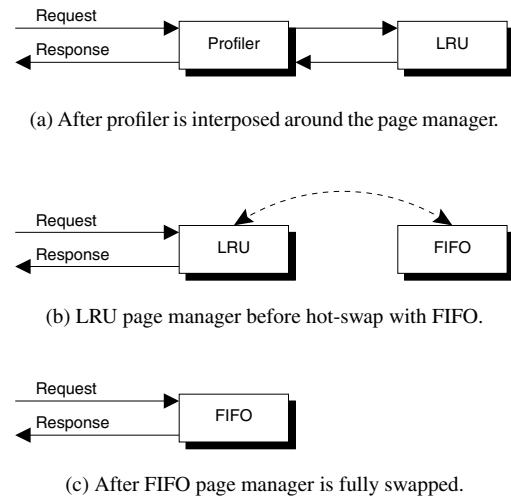 Request
Response
Profiler
LRU
(a) After profiler is interposed around the page manager.
Request
Response
LRU
FIFO
(b) LRU page manager before hot-swap with FIFO.
Request
Response
FIFO
(c) After FIFO page manager is fully swapped.